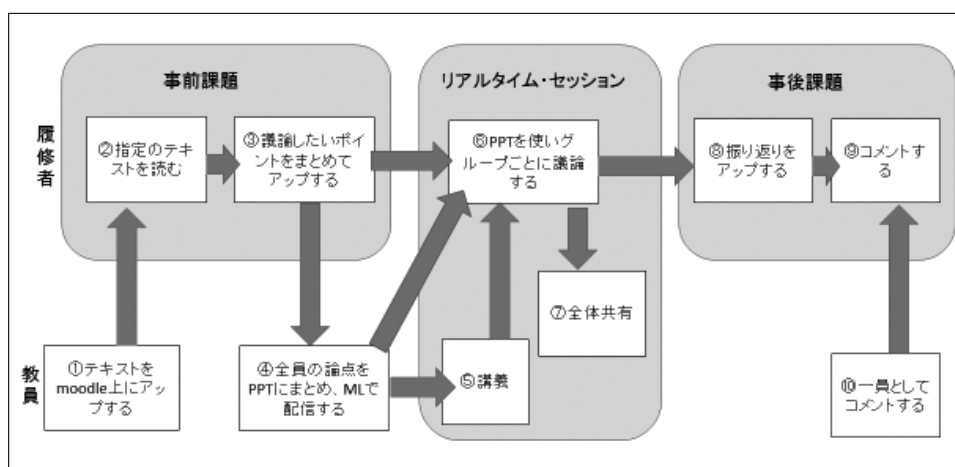 事前課題
リアルタイム・セッション
事後課題
履修者
②指定のテキ
ストを読む
③議論したいポイ
ントをまとめて
アップする
⑥PPTを使いグ
ループごとに議論
する
⑧振り返りを
アップする
⑨コメントす
る
⑦全体共有
教員
①テキストを
moodle上にアッ
プする
④全員の論点を
PPTにまとめ、MLで
配信する
⑤講義
⑩一員として
コメントする